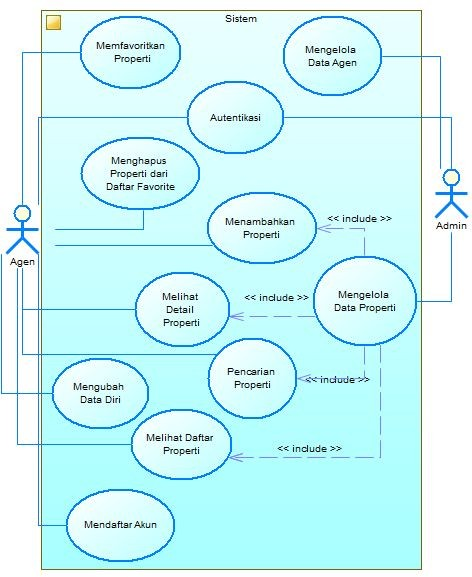 Sistem
Memfavoritkan
Properti
Mengelola
Data Agen
Autentikasi
Menghapus
Properti dari
Daftar Favorite
Menambahkan
Properti
<< include >>
Admin
Agen
Melihat
Detail
Properti
<< include >>
Mengelola
Data Properti
Pencarian
Properti
<< include >>
Mengubah
Data Diri
Melihat Daftar
Properti
<< include >>
Mendaftar Akun